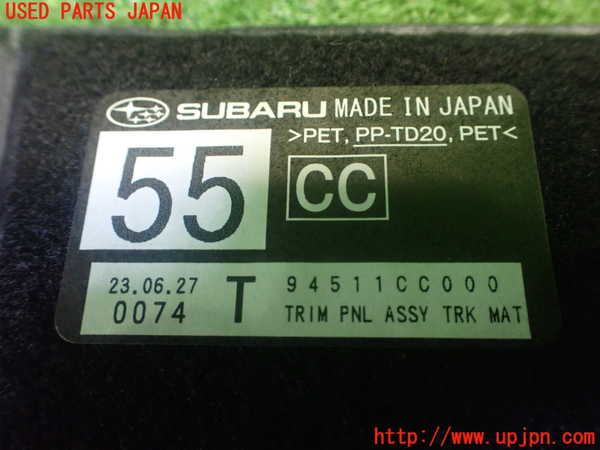 USED PARTS JAPAN
SUBARU MADE IN JAPAN
>PET, PP-TD20, PET<
55
CC
23.06.27
0074
T
94511CC000
TRIM PNL ASSY TRK MAT
http://www.upjpn.com